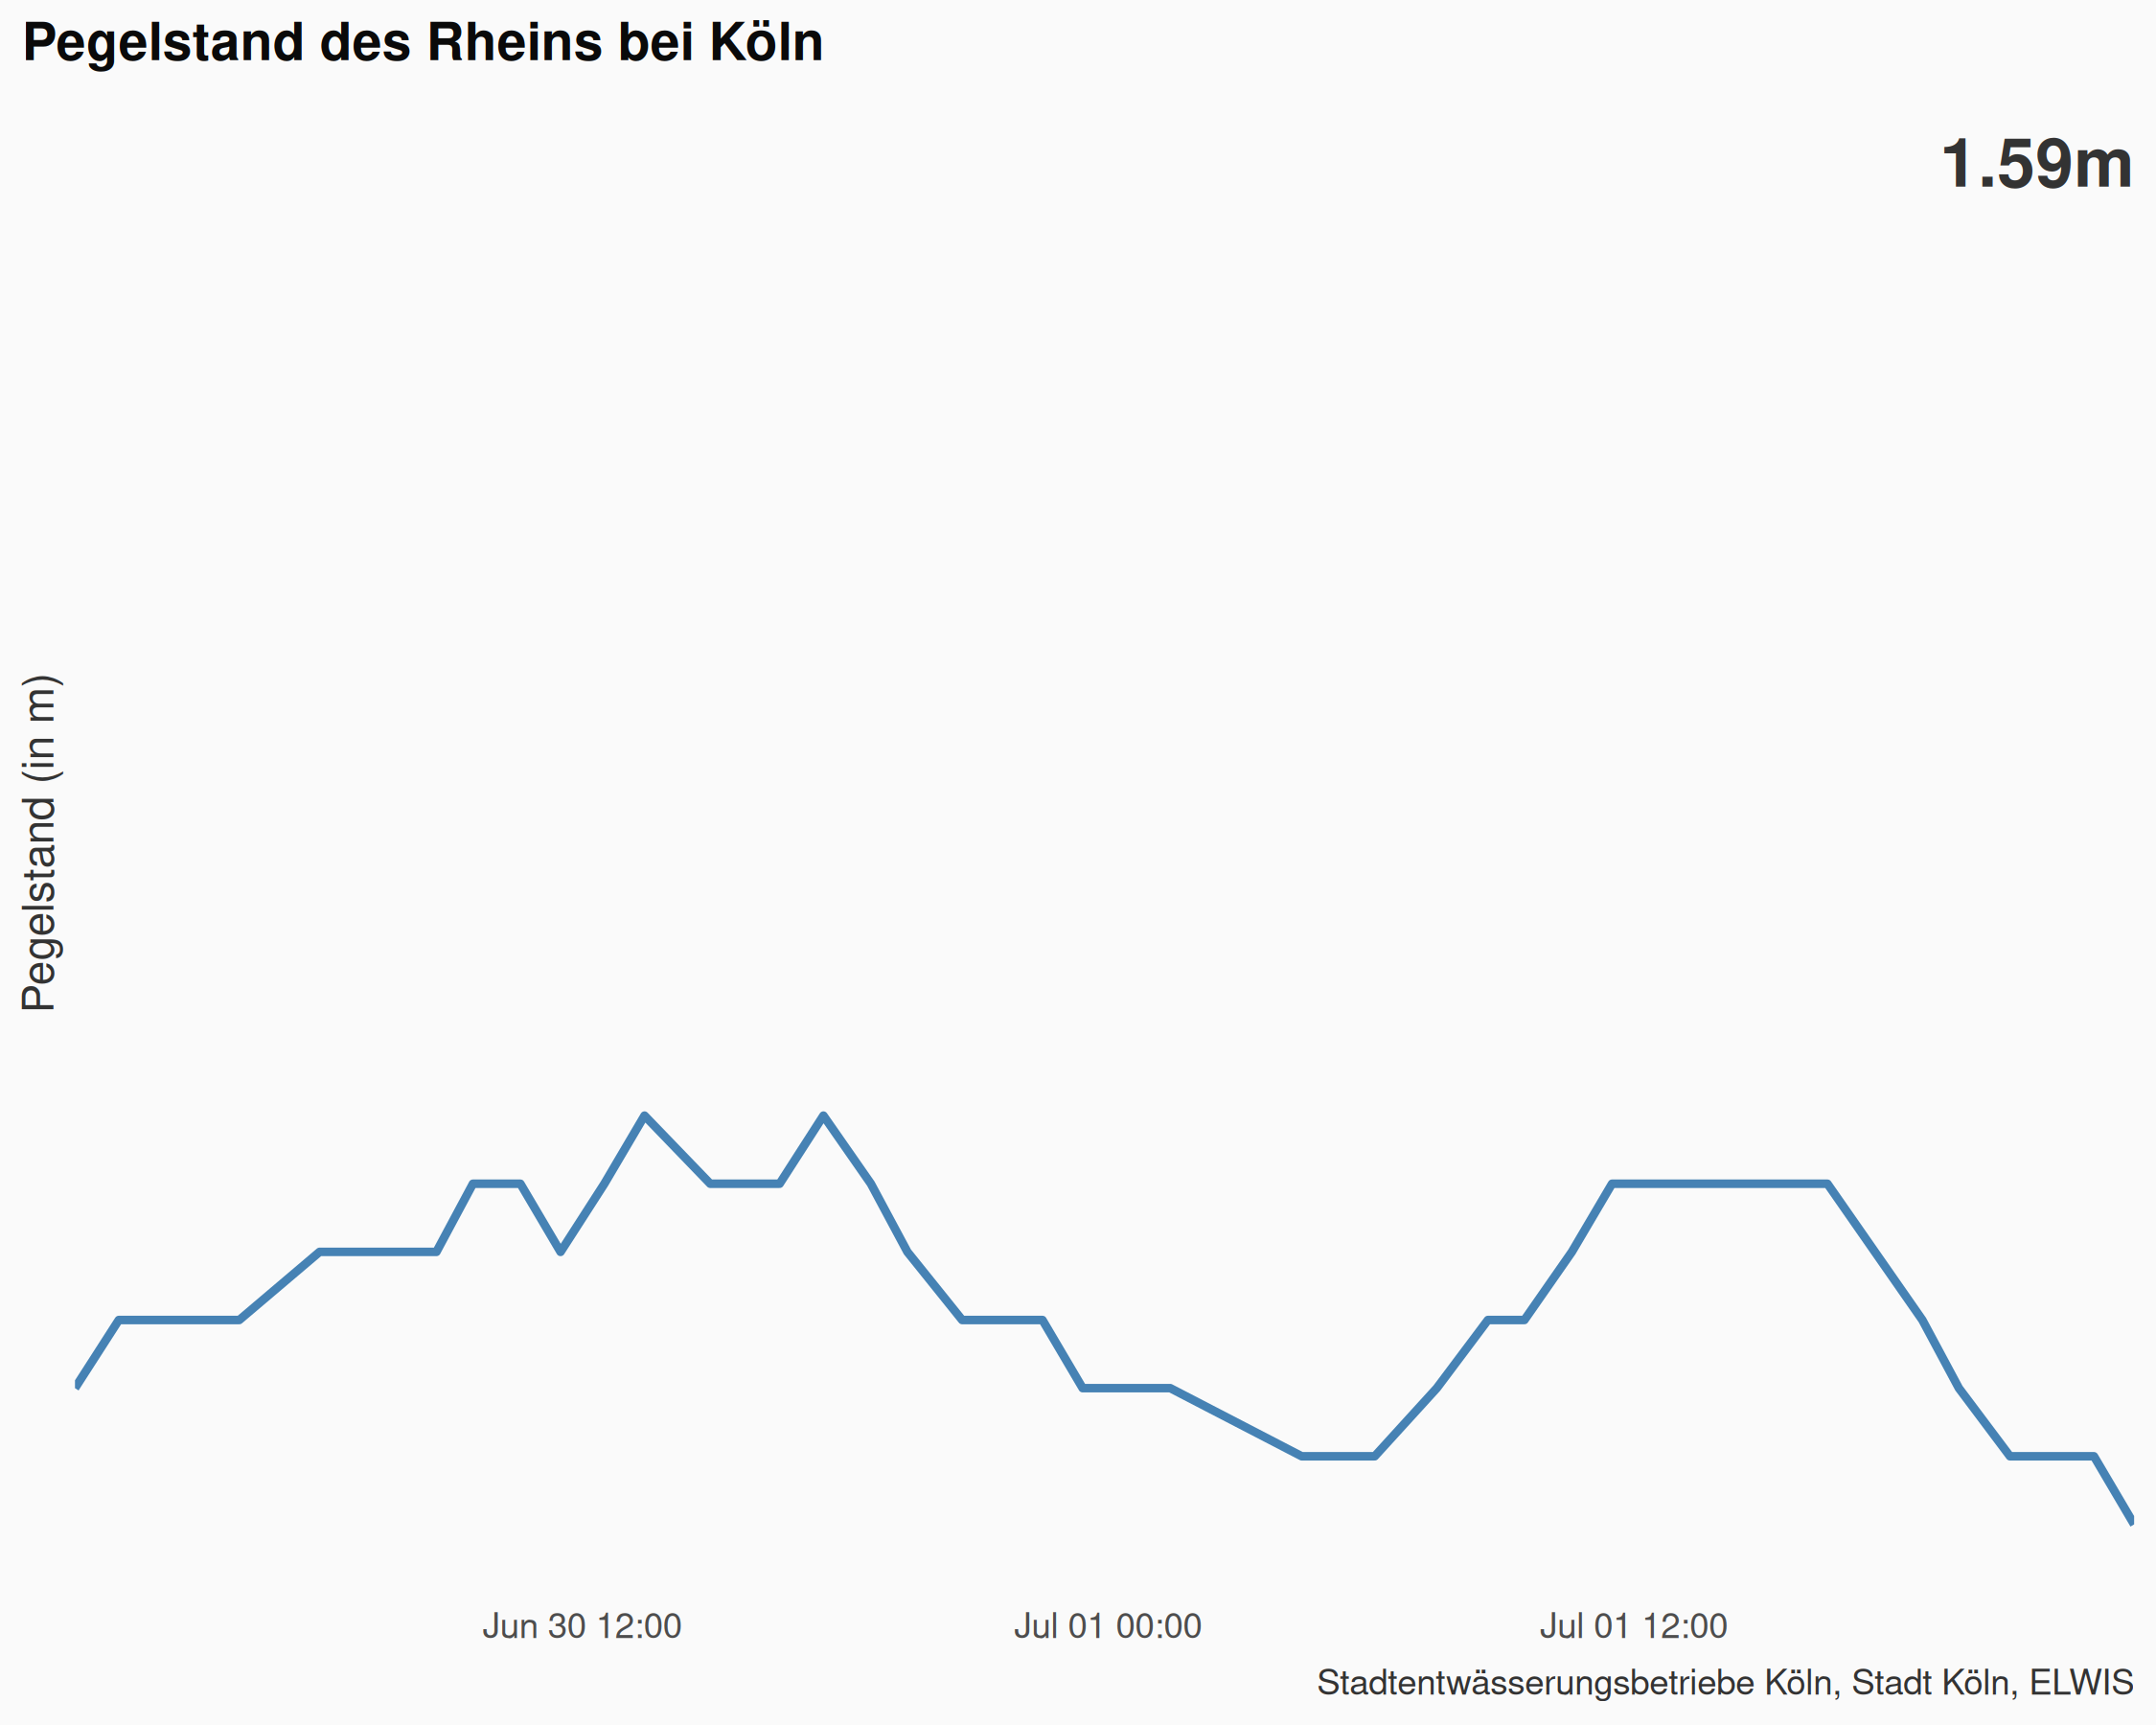 Pegelstand des Rheins bei Köln
1.59m
Pegelstand (in m)
Jun 30 12:00
Jul 01 00:00
Jul 01 12:00
Stadtentwässerungsbetriebe Köln, Stadt Köln, ELWIS